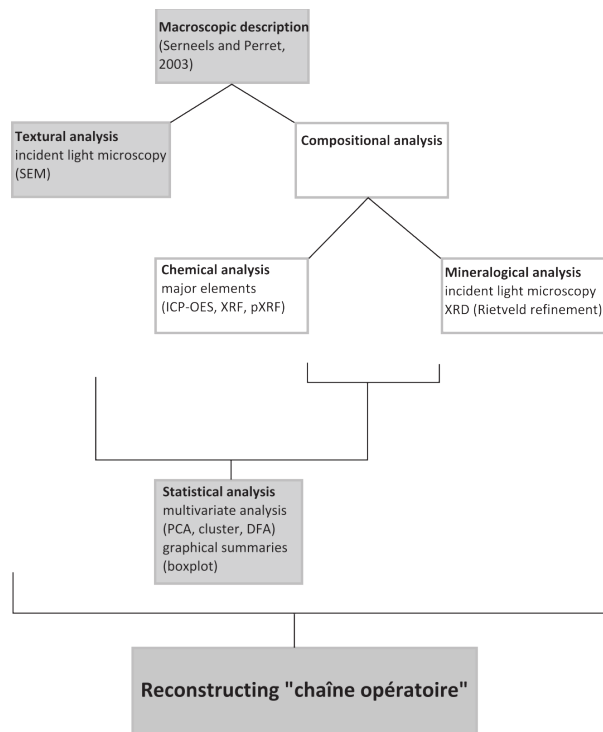 Macroscopic description
(Serneels and Perret,
2003)
Textural analysis
incident light microscopy
(SEM)
Compositional analysis
Chemical analysis
major elements
(ICP-OES, XRF, pXRF)
Mineralogical analysis
incident light microscopy
XRD (Rietveld refinement)
Statistical analysis
multivariate analysis
(PCA, cluster, DFA)
graphical summaries
(boxplot)
Reconstructing "chaîne opératoire"